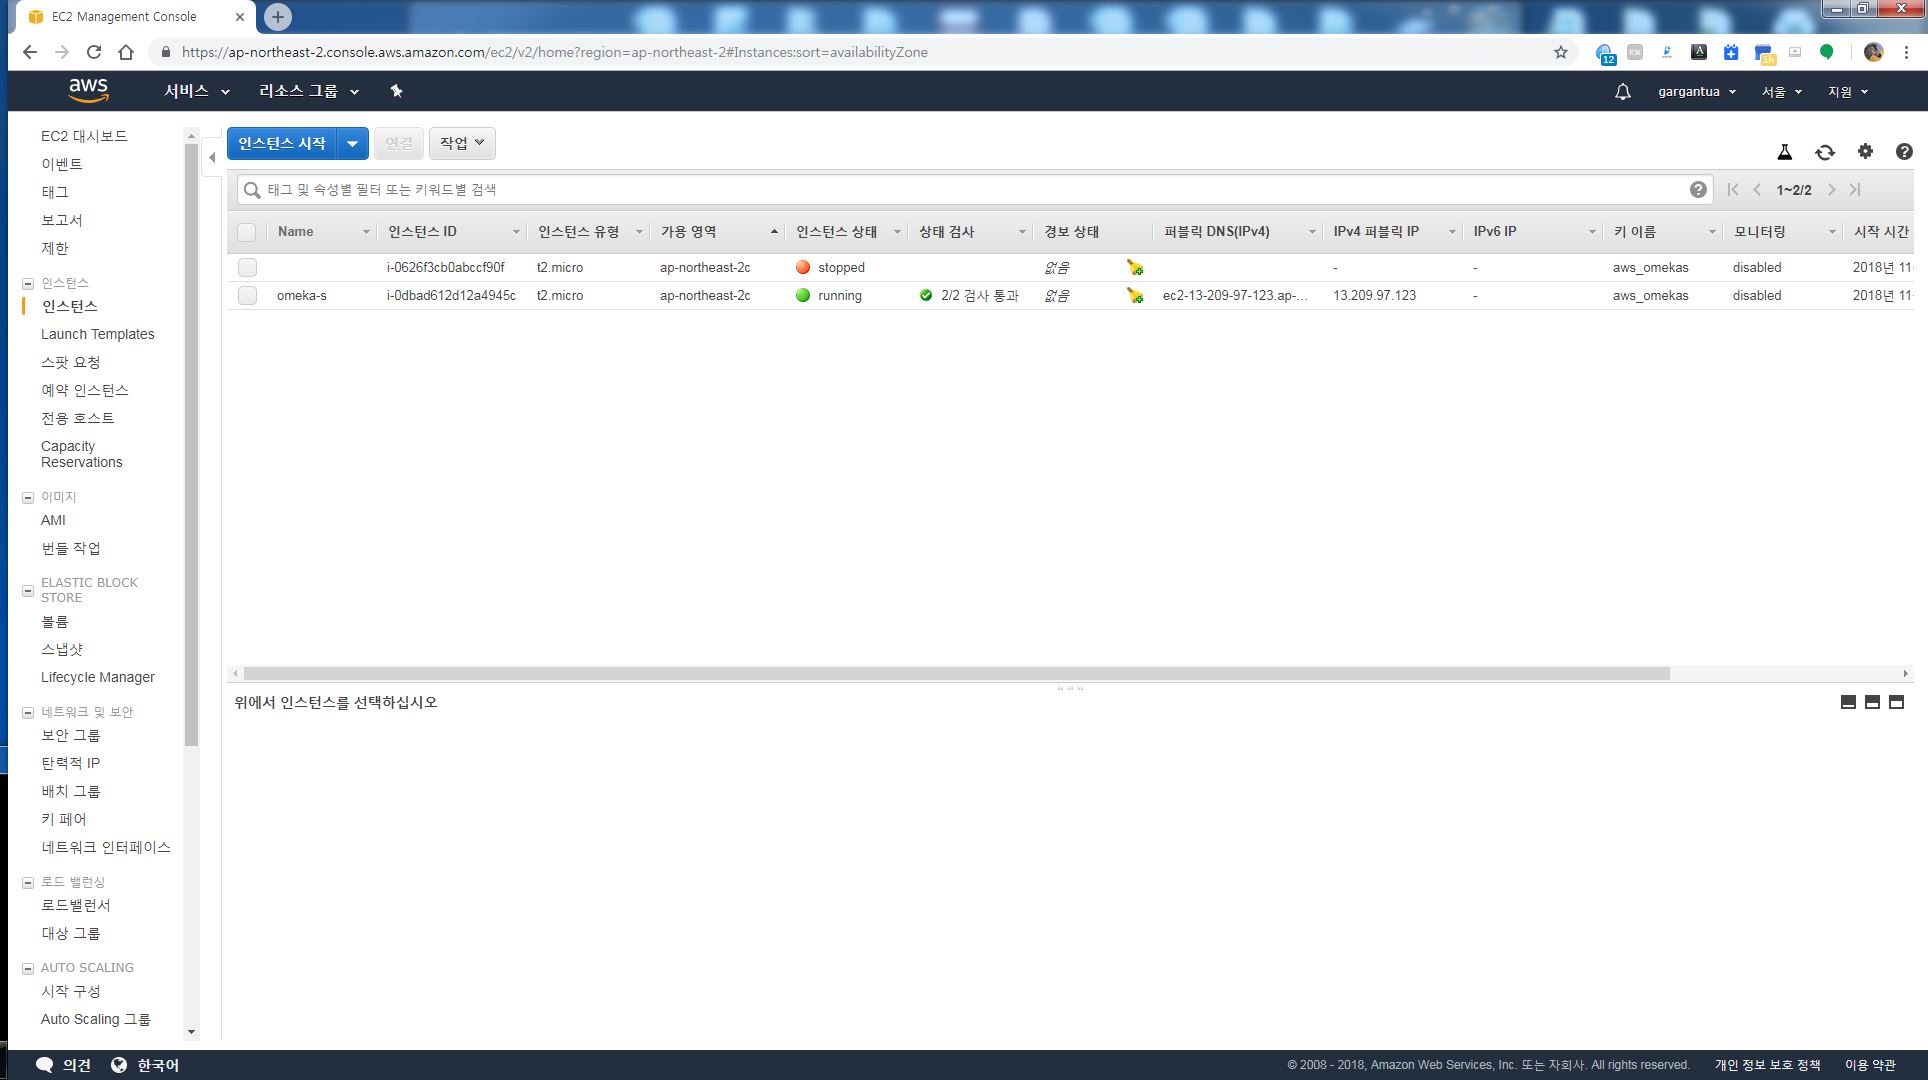 EC2 Management Console
https://ap-northeast-2.console.aws.amazon.com/ec2/v2/home?region=ap-northeast-2#Instances:sort=availabilityZone
12
1h
aws 서비스 리소스 그룹 gargantua 서울 지원
EC2 대시보드
이벤트
태그
보고서
제한
인스턴스
인스턴스
Launch Templates
스팟 요청
예약 인스턴스
전용 호스트
Capacity
Reservations
이미지
AMI
번들 작업
ELASTIC BLOCK
STORE
볼륨
스냅샷
Lifecycle Manager
네트워크 및 보안
보안 그룹
탄력적 IP
배치 그룹
키 페어
네트워크 인터페이스
로드 밸런싱
로드밸런서
대상 그룹
AUTO SCALING
시작 구성
Auto Scaling 그룹
인스턴스 시작 연결 작업
태그 및 속성별 필터 또는 키워드별 검색 1~2/2
Name 인스턴스 ID 인스턴스 유형 가용 영역 인스턴스 상태 상태 검사 경보 상태 퍼블릭 DNS(IPv4) IPv4 퍼블릭 IP IPv6 IP 키 이름 모니터링 시작 시간
i-0626f3cb0abccf90f t2.micro ap-northeast-2c stopped 없음 - - aws_omekas disabled 2018년 11
omeka-s i-0dbad612d12a4945c t2.micro ap-northeast-2c running 2/2 검사 통과 없음 ec2-13-209-97-123.ap-... 13.209.97.123 - aws_omekas disabled 2018년 11
위에서 인스턴스를 선택하십시오
의견 한국어 © 2008 - 2018, Amazon Web Services, Inc. 또는 자회사. All rights reserved. 개인 정보 보호 정책 이용 약관